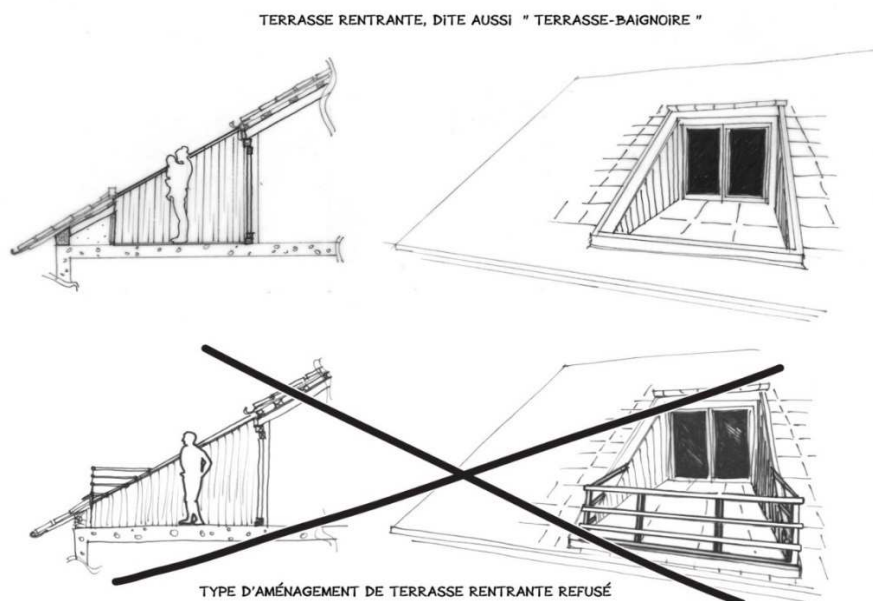 TERRASSE RENTRANTE, DiTE AUSSi " TERRASSE-BAiGNOiRE "
TYPE D'AMÉNAGEMENT DE TERRASSE RENTRANTE REFUSÉ